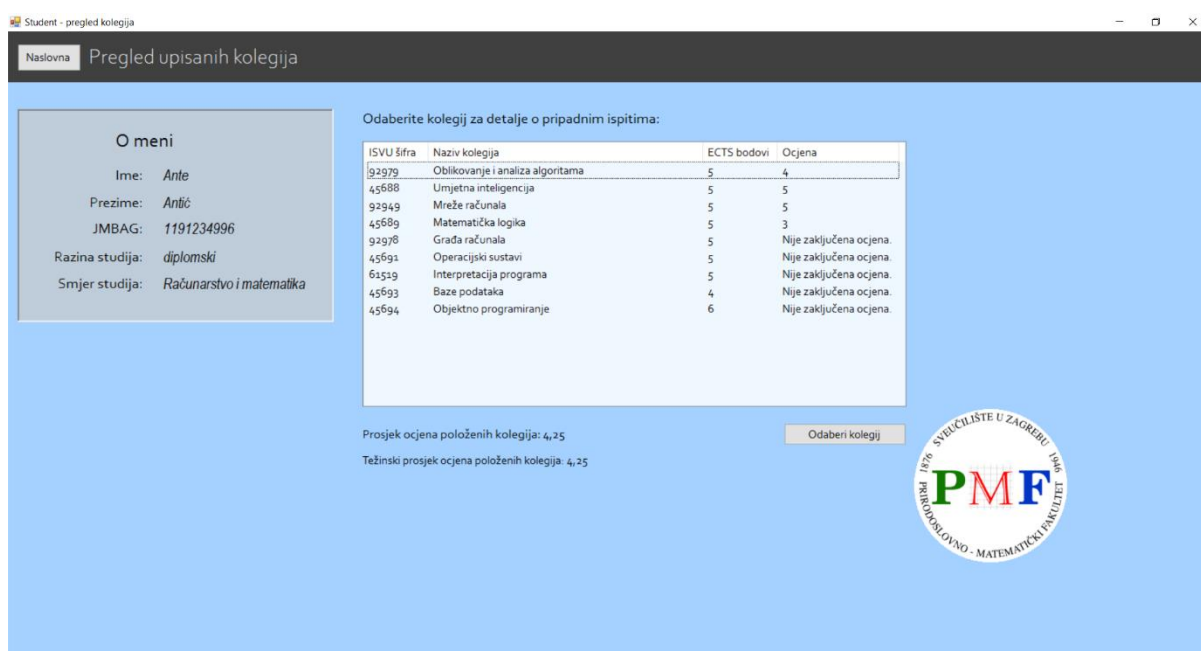 Student - pregled kolegija
Naslovna Pregled upisanih kolegija
O meni
Ime: Ante
Prezime: Antić
JMBAG: 1191234996
Razina studija: diplomski
Smjer studija: Računarstvo i matematika
Odaberite kolegij za detalje o pripadnim ispitima:
ISVU šifra Naziv kolegija ECTS bodovi Ocjena
92979 Oblikovanje i analiza algoritama 5 4
45688 Umjetna inteligencija 5 5
92949 Mreže računala 5 5
45689 Matematička logika 5 3
92978 Građa računala 5 Nije zaključena ocjena.
45691 Operacijski sustavi 5 Nije zaključena ocjena.
61519 Interpretacija programa 5 Nije zaključena ocjena.
45693 Baze podataka 4 Nije zaključena ocjena.
45694 Objektno programiranje 6 Nije zaključena ocjena.
Prosjek ocjena položenih kolegija: 4,25
Težinski prosjek ocjena položenih kolegija: 4,25
Odaberi kolegij
SVEUČILIŠTE U ZAGREBU
1876 1946
PMF
PRIRODOSLOVNO - MATEMATIČKI FAKULTET